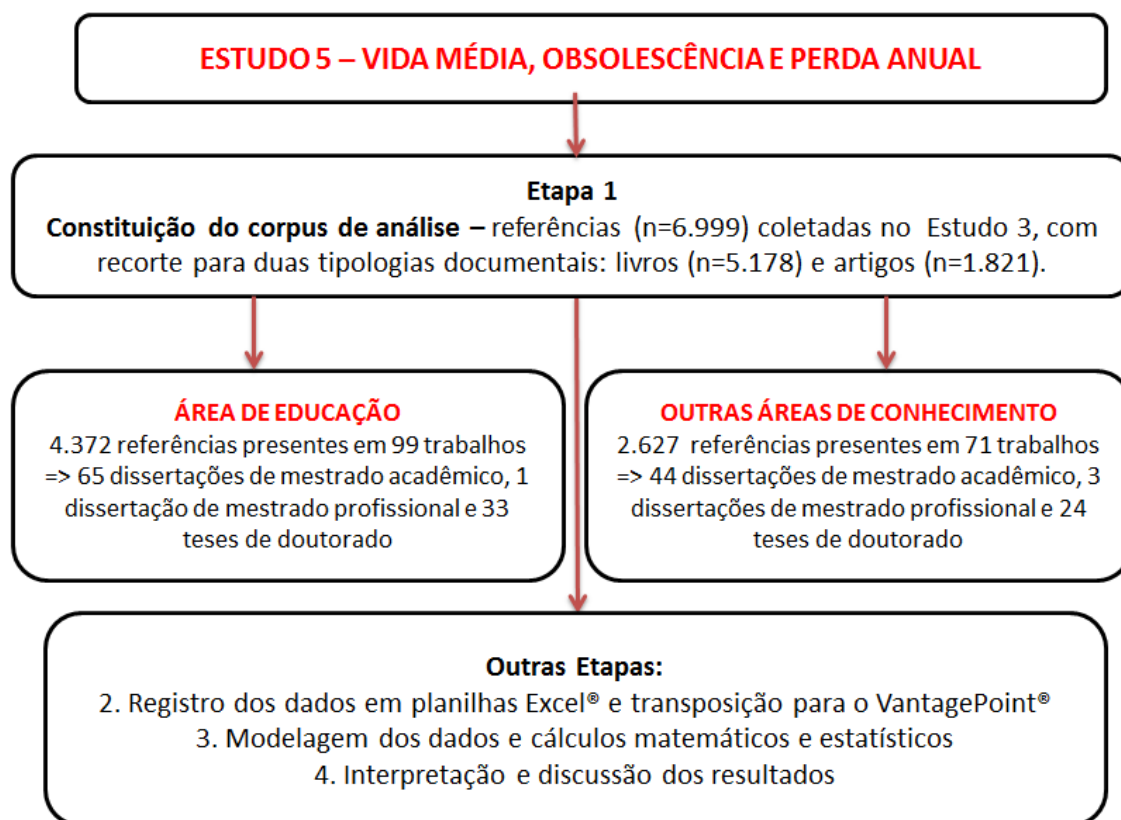 ESTUDO 5 – VIDA MÉDIA, OBSOLESCÊNCIA E PERDA ANUAL
Etapa 1
Constituição do corpus de análise – referências (n=6.999) coletadas no Estudo 3, com
recorte para duas tipologias documentais: livros (n=5.178) e artigos (n=1.821).
ÁREA DE EDUCAÇÃO
4.372 referências presentes em 99 trabalhos
=> 65 dissertações de mestrado acadêmico, 1
dissertação de mestrado profissional e 33
teses de doutorado
OUTRAS ÁREAS DE CONHECIMENTO
2.627 referências presentes em 71 trabalhos
=> 44 dissertações de mestrado acadêmico, 3
dissertações de mestrado profissional e 24
teses de doutorado
Outras Etapas:
2. Registro dos dados em planilhas Excel® e transposição para o VantagePoint®
3. Modelagem dos dados e cálculos matemáticos e estatísticos
4. Interpretação e discussão dos resultados